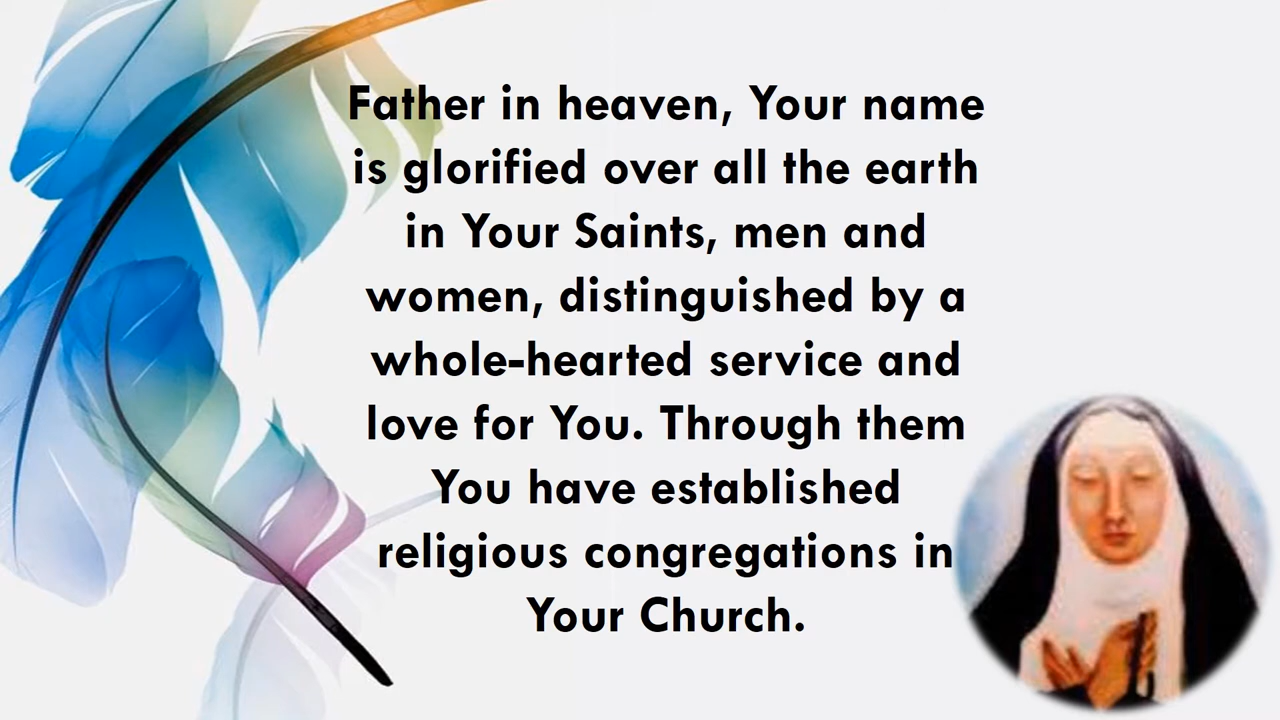 Father in heaven, Your name
is glorified over all the earth
in Your Saints, men and
women, distinguished by a
whole-hearted service and
love for You. Through them
You have established
religious congregations in
Your Church.